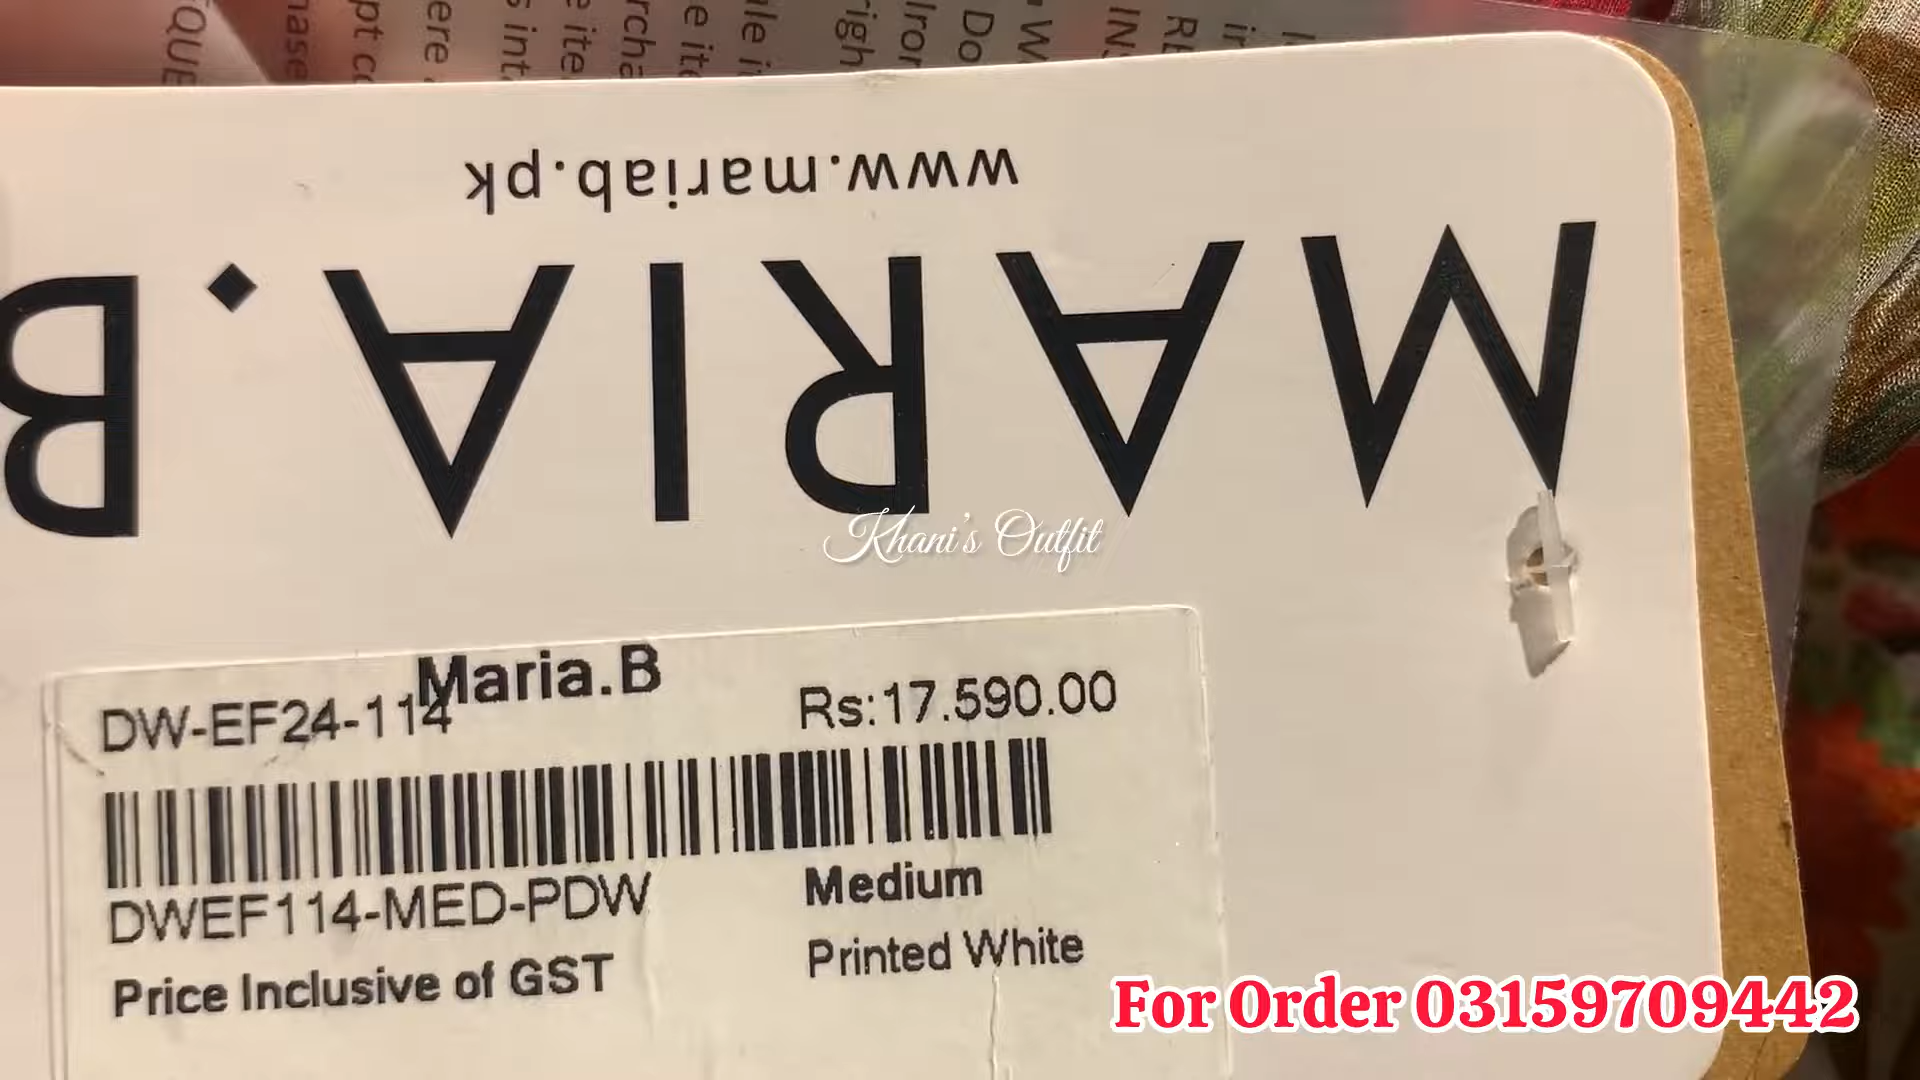 www.mariab.pk
MARIA.B
Khani's Outfit
Maria.B
DW-EF24-114
Rs:17.590.00
DWEF114-MED-PDW
Medium
Price Inclusive of GST
Printed White
For Order 03159709442